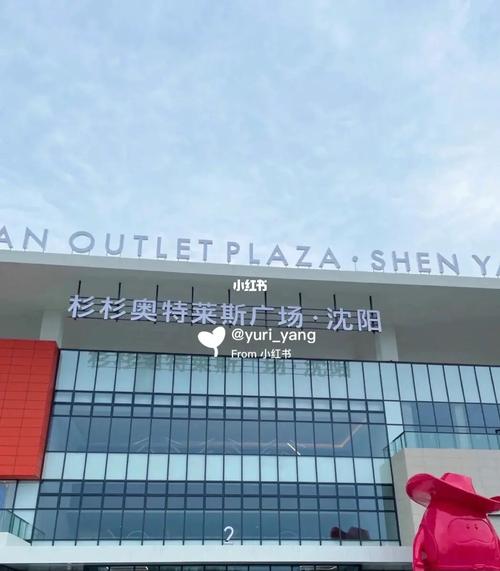 AN OUTLET PLAZA · SHEN YA
小红书
杉杉奥特莱斯广场·沈阳
@yuri_yang
From 小红书
2